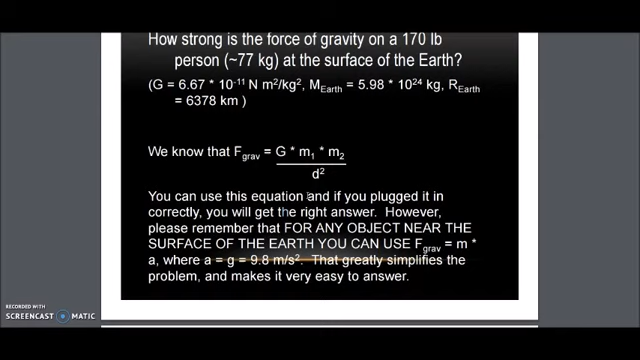 How strong is the force of gravity on a 170 lb
person (~77 kg) at the surface of the Earth?
(G = 6.67 * 10⁻¹¹ N m²/kg², M_Earth = 5.98 * 10²⁴ kg, R_Earth
= 6378 km )
We know that F_grav = G * m₁ * m₂
d²
You can use this equation and if you plugged it in
correctly, you will get the right answer. However,
please remember that FOR ANY OBJECT NEAR THE
SURFACE OF THE EARTH YOU CAN USE F_grav = m *
a, where a = g = 9.8 m/s². That greatly simplifies the
problem, and makes it very easy to answer.
RECORDED WITH
SCREENCAST MATIC